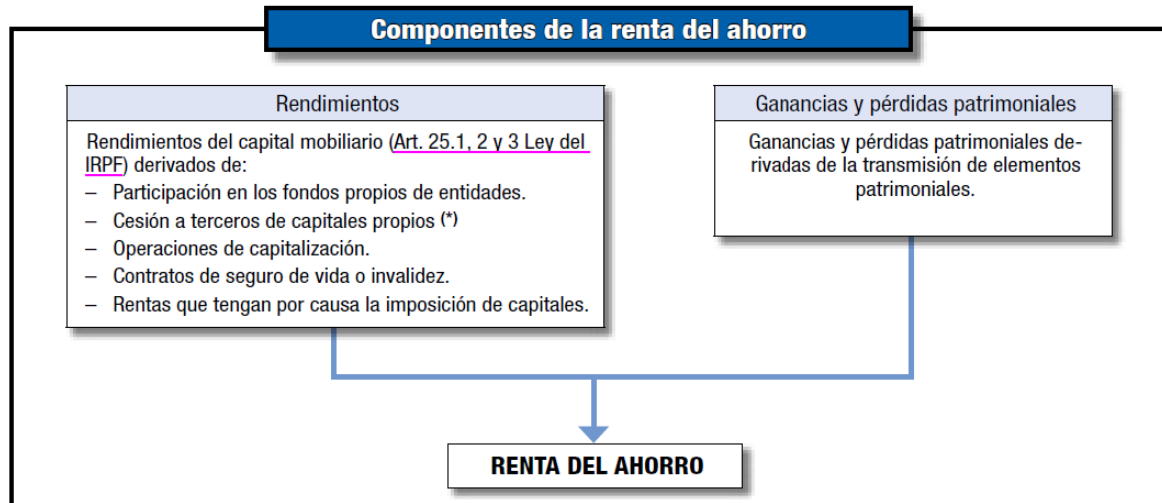 Componentes de la renta del ahorro
Rendimientos
Rendimientos del capital mobiliario (Art. 25.1, 2 y 3 Ley del
IRPF) derivados de:
– Participación en los fondos propios de entidades.
– Cesión a terceros de capitales propios (*)
– Operaciones de capitalización.
– Contratos de seguro de vida o invalidez.
– Rentas que tengan por causa la imposición de capitales.
Ganancias y pérdidas patrimoniales
Ganancias y pérdidas patrimoniales de-
rivadas de la transmisión de elementos
patrimoniales.
RENTA DEL AHORRO